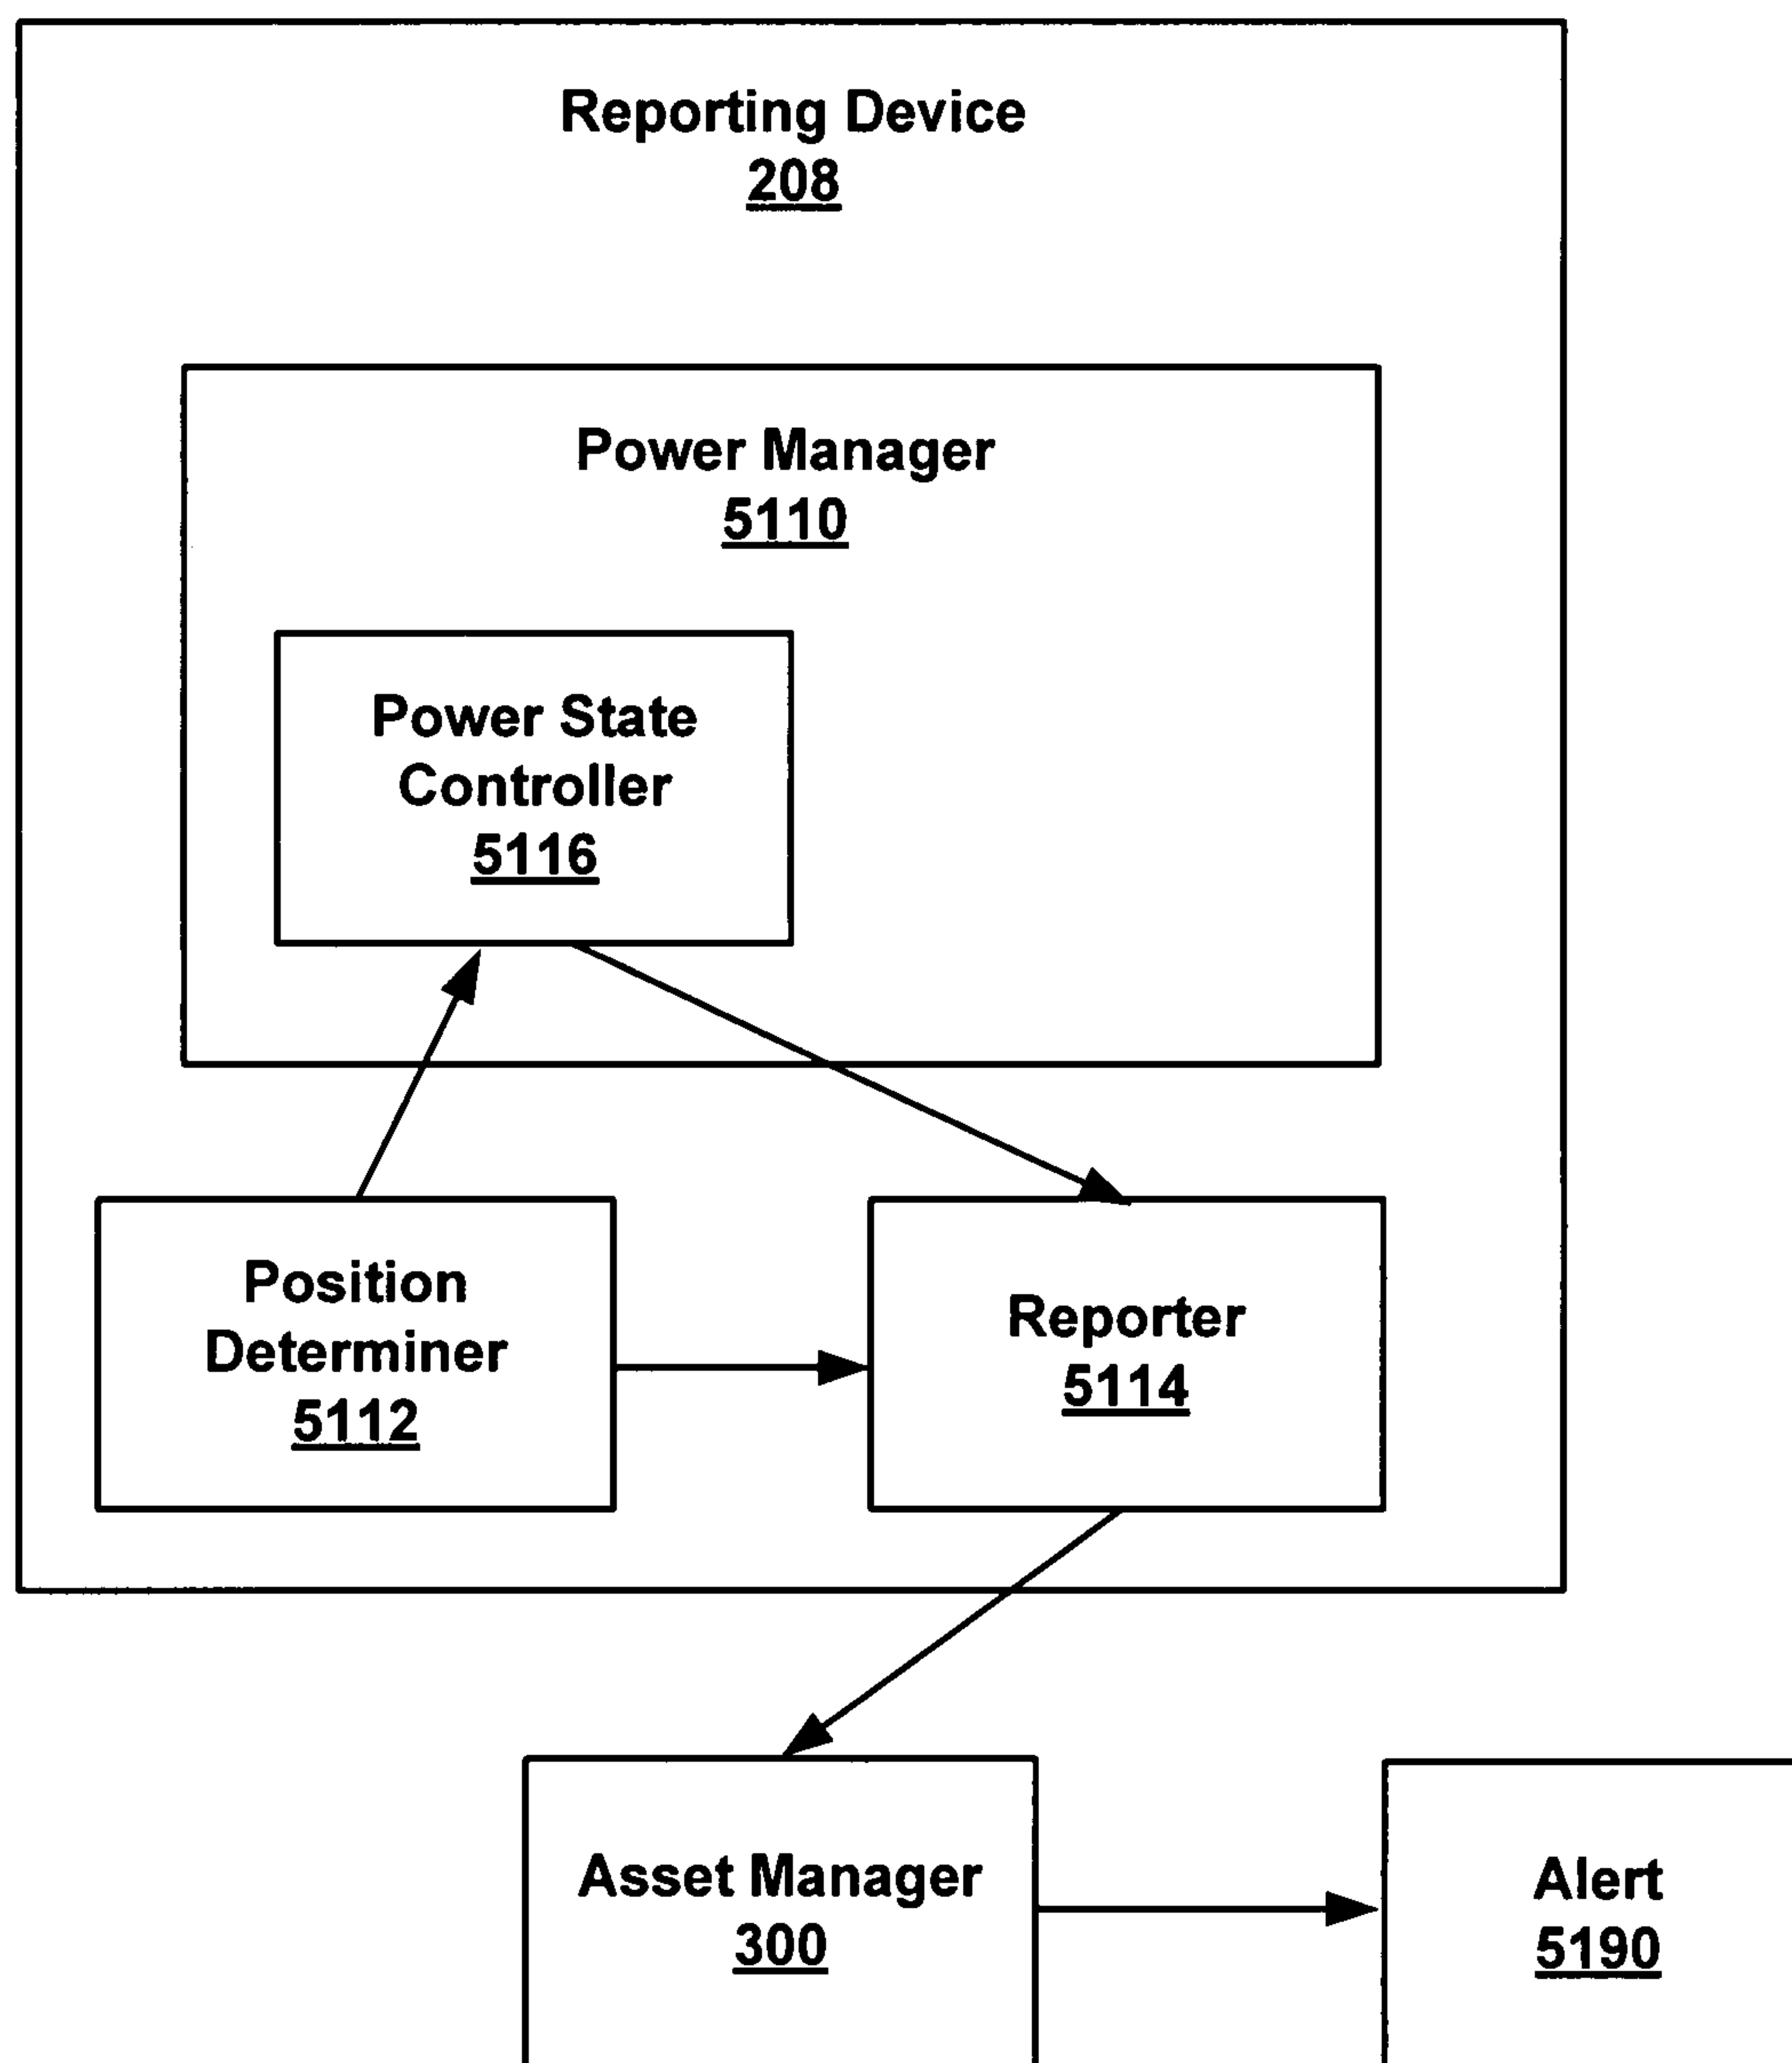 Reporting Device
208
Power Manager
5110
Power State
Controller
5116
Position
Determiner
5112
Reporter
5114
Asset Manager
300
Alert
5190